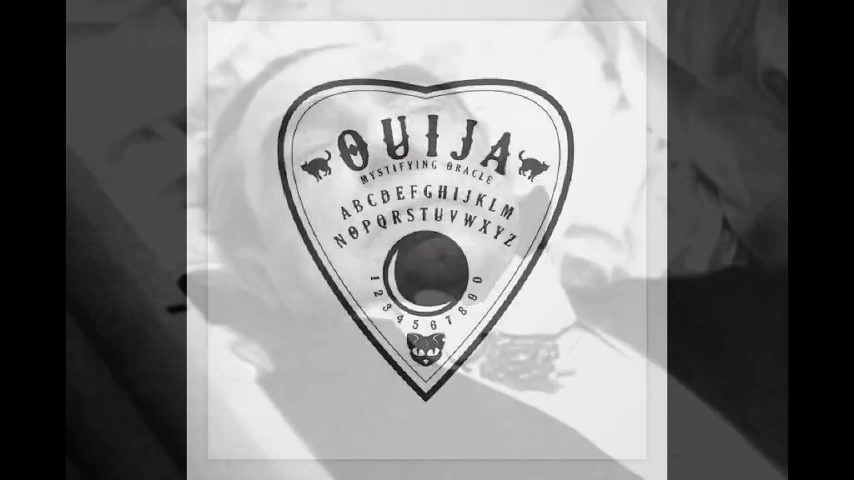 OUIJA
MYSTIFYING ORACLE
ABCDEFGHIJKLM
NOPQRSTUVWXYZ
1234567890